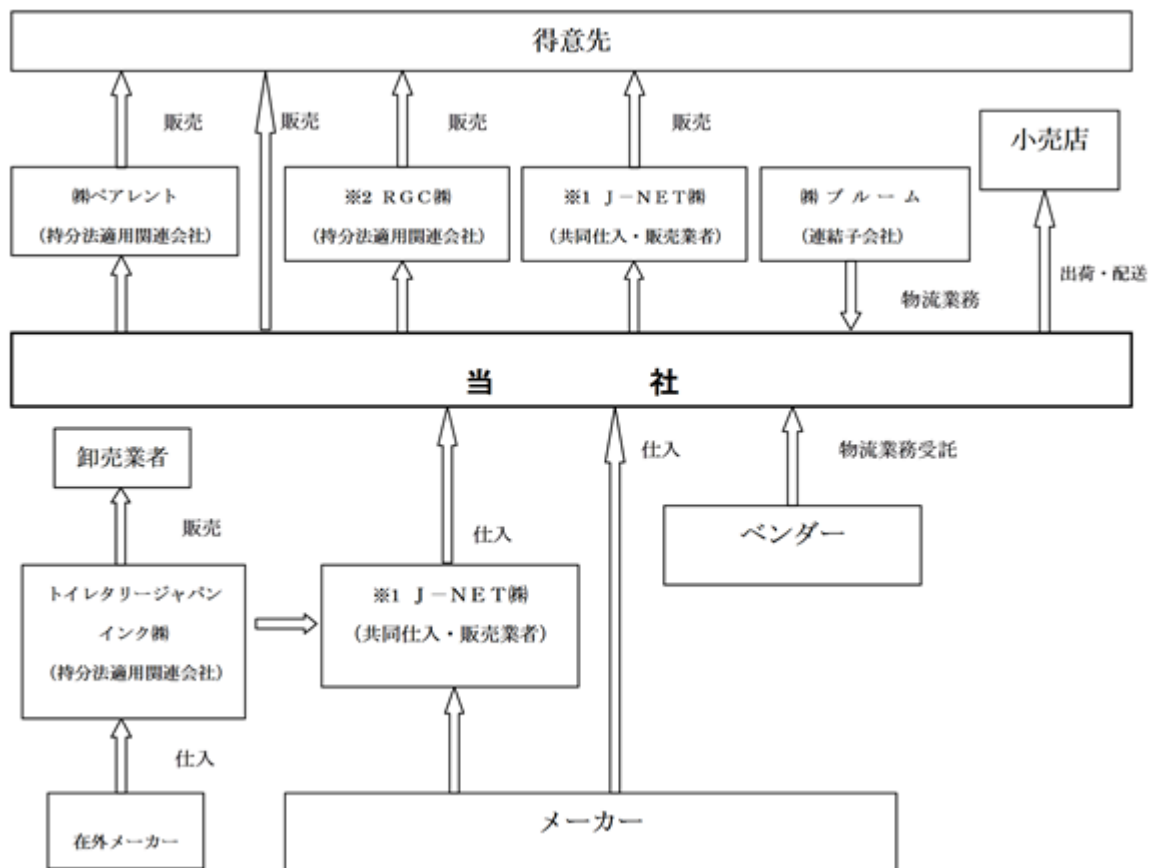 得意先
販売
販売
販売
販売
小売店
㈱ペアレント
(持分法適用関連会社)
※2 RGC㈱
(持分法適用関連会社)
※1 J-NET㈱
(共同仕入・販売業者)
㈱ブルーム
(連結子会社)
物流業務
出荷・配送
当社
卸売業者
仕入
物流業務受託
販売
仕入
ベンダー
トイレタリージャパン
インク㈱
(持分法適用関連会社)
※1 J-NET㈱
(共同仕入・販売業者)
仕入
在外メーカー
メーカー